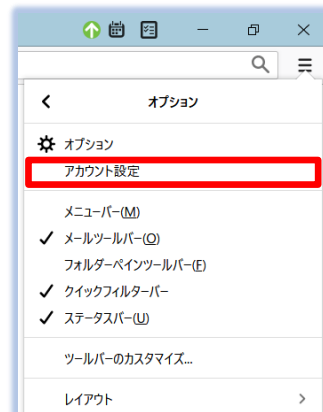 オプション
オプション
アカウント設定
メニューバー(M)
メールツールバー(O)
フォルダーペインツールバー(F)
クイックフィルターバー
ステータスバー(U)
ツールバーのカスタマイズ...
レイアウト